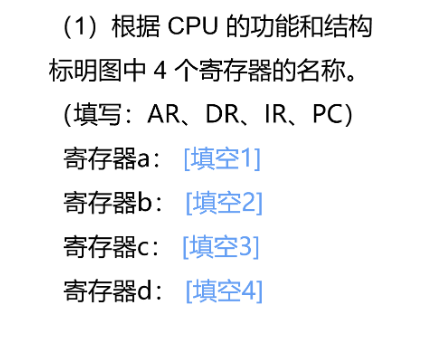 （1）根据 CPU 的功能和结构
标明图中 4 个寄存器的名称。
（填写：AR、DR、IR、PC）
寄存器a： [填空1]
寄存器b： [填空2]
寄存器c： [填空3]
寄存器d： [填空4]